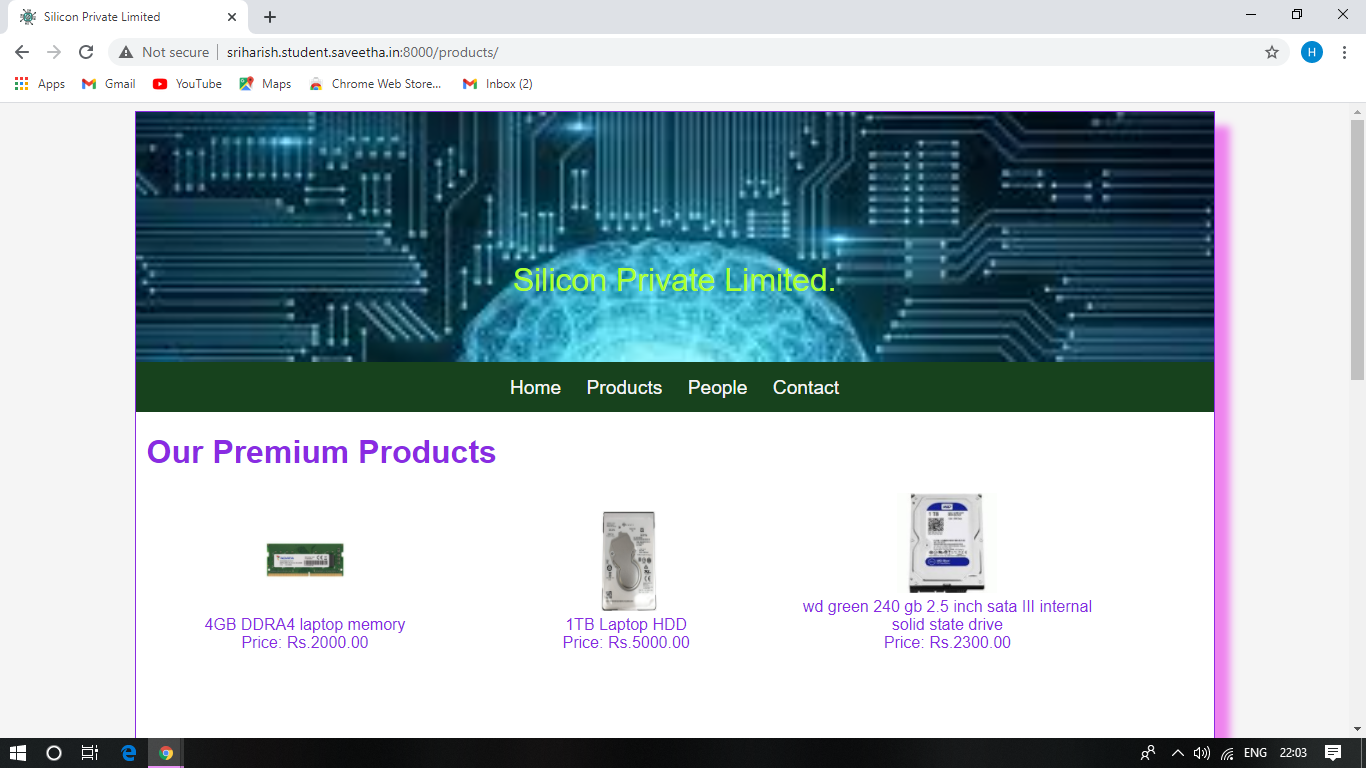 Silicon Private Limited
Not secure
sriharish.student.saveetha.in:8000/products/
H
Apps
Gmail
YouTube
Maps
Chrome Web Store...
Inbox (2)
Silicon Private Limited.
Home
Products
People
Contact
Our Premium Products
1 TB
4GB DDRA4 laptop memory
Price: Rs.2000.00
1TB Laptop HDD
Price: Rs.5000.00
wd green 240 gb 2.5 inch sata III internal
solid state drive
Price: Rs.2300.00
ENG
22:03